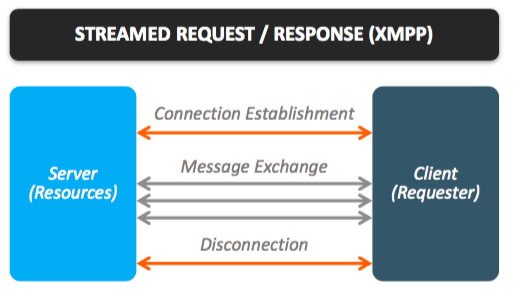 STREAMED REQUEST / RESPONSE (XMPP)
Connection Establishment
Server
(Resources)
Message Exchange
Client
(Requester)
Disconnection